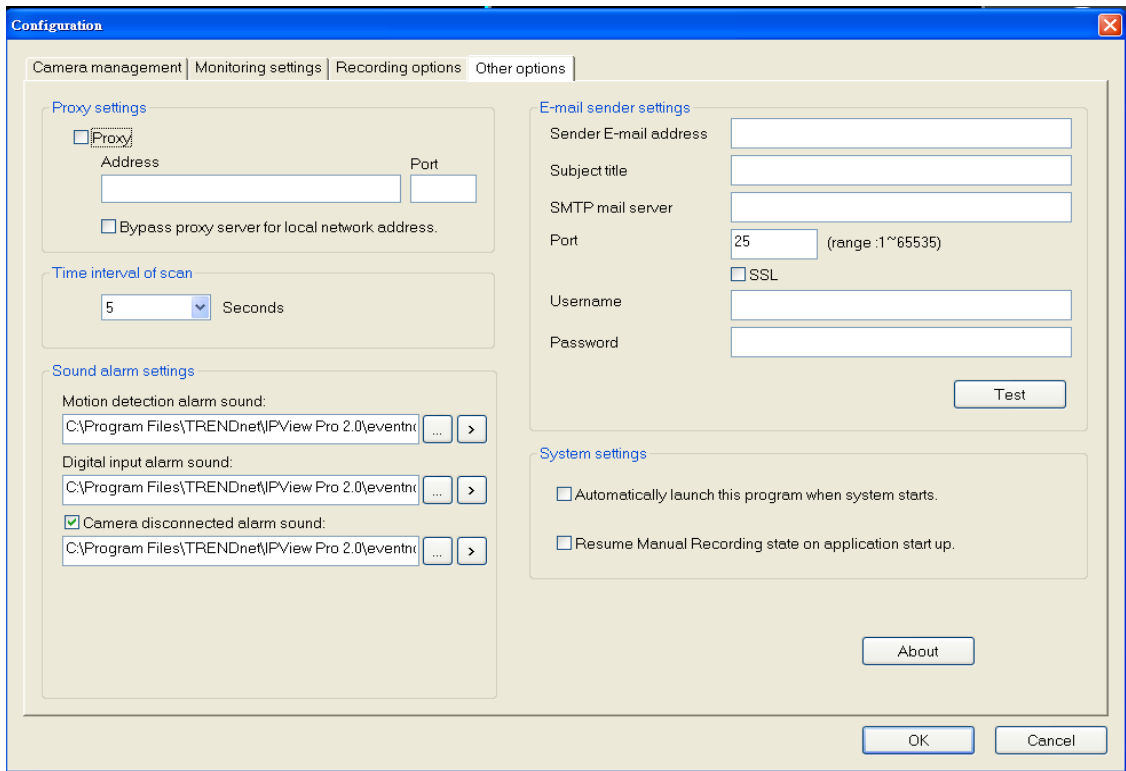 Configuration
Camera management
Monitoring settings
Recording options
Other options
Proxy settings
Proxy
Address
Port
Bypass proxy server for local network address.
Time interval of scan
5
Seconds
Sound alarm settings
Motion detection alarm sound:
C:\Program Files\TRENDnet\IPView Pro 2.0\eventn
...
>
Digital input alarm sound:
C:\Program Files\TRENDnet\IPView Pro 2.0\eventn
...
>
Camera disconnected alarm sound:
C:\Program Files\TRENDnet\IPView Pro 2.0\eventn
...
>
E-mail sender settings
Sender E-mail address
Subject title
SMTP mail server
Port
25
(range :1~65535)
SSL
Username
Password
Test
System settings
Automatically launch this program when system starts.
Resume Manual Recording state on application start up.
About
OK
Cancel